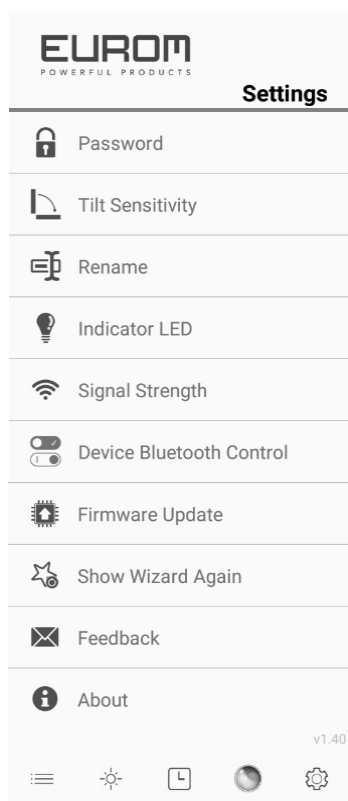 EUROM
POWERFUL PRODUCTS
Settings
Password
Tilt Sensitivity
Rename
Indicator LED
Signal Strength
Device Bluetooth Control
Firmware Update
Show Wizard Again
Feedback
About
v1.40